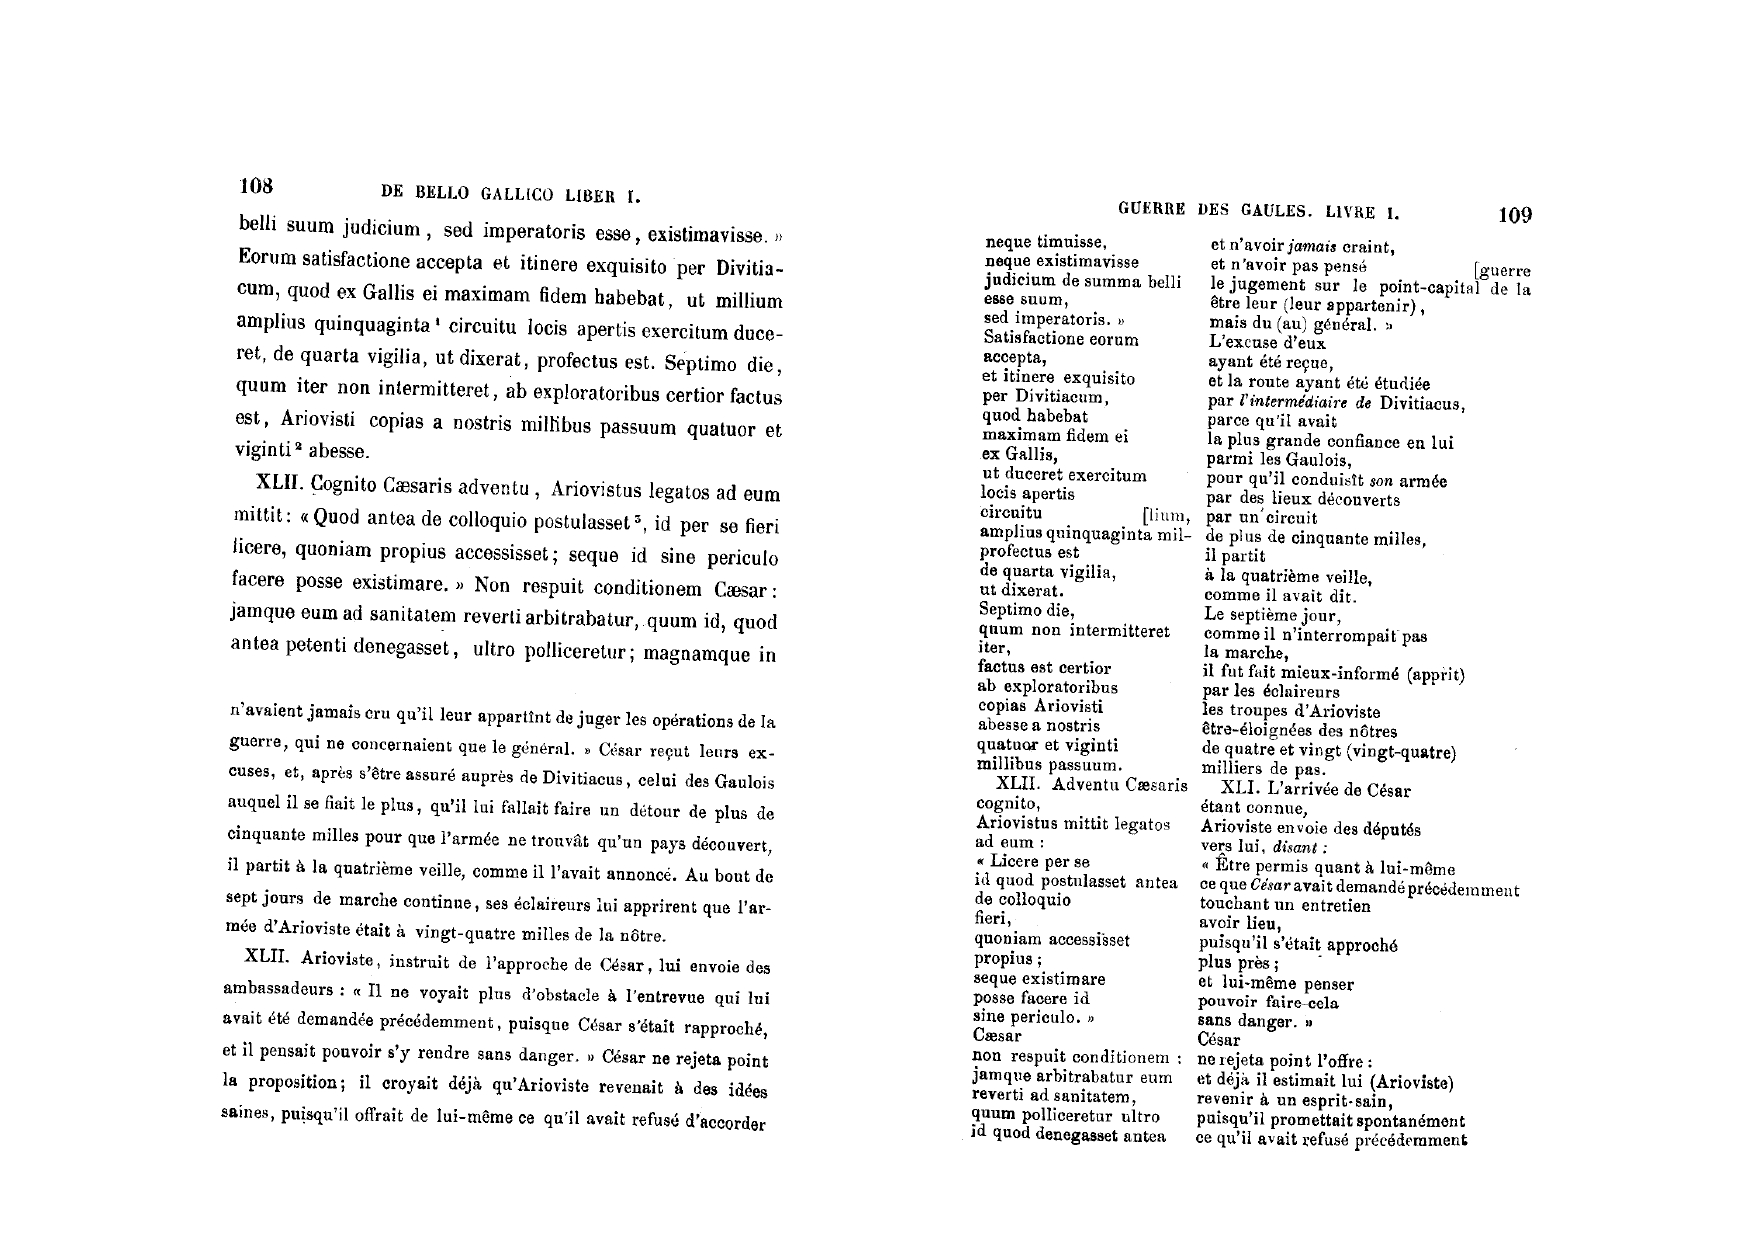 108
DE BELLO GALLICO LIBER I.
belli suum judicium, sed imperatoris esse, existimavisse. »
Eorum satisfactione accepta et itinere exquisito per Divitia-
cum, quod ex Gallis ei maximam fidem habebat, ut millium
amplius quinquaginta¹ circuitu locis apertis exercitum duce-
ret, de quarta vigilia, ut dixerat, profectus est. Septimo die,
quum iter non intermitteret, ab exploratoribus certior factus
est, Ariovisti copias a nostris millibus passuum quatuor et
viginti² abesse.
XLII. Cognito Cæsaris adventu, Ariovistus legatos ad eum
mittit: « Quod antea de colloquio postulasset³, id per se fieri
licere, quoniam propius accessisset; seque id sine periculo
facere posse existimare. » Non respuit conditionem Cæsar:
jamque eum ad sanitatem reverti arbitrabatur, quum id, quod
antea petenti denegasset, ultro polliceretur; magnamque in
n'avaient jamais cru qu'il leur appartînt de juger les opérations de la
guerre, qui ne concernaient que le général. » César reçut leurs ex-
cuses, et, après s'être assuré auprès de Divitiacus, celui des Gaulois
auquel il se fiait le plus, qu'il lui fallait faire un détour de plus de
cinquante milles pour que l'armée ne trouvât qu'un pays découvert,
il partit à la quatrième veille, comme il l'avait annoncé. Au bout de
sept jours de marche continue, ses éclaireurs lui apprirent que l'ar-
mée d'Arioviste était à vingt-quatre milles de la nôtre.
XLII. Arioviste, instruit de l'approche de César, lui envoie des
ambassadeurs : « Il ne voyait plus d'obstacle à l'entrevue qui lui
avait été demandée précédemment, puisque César s'était rapproché,
et il pensait pouvoir s'y rendre sans danger. » César ne rejeta point
la proposition; il croyait déjà qu'Arioviste revenait à des idées
saines, puisqu'il offrait de lui-même ce qu'il avait refusé d'accorder
GUERRE DES GAULES. LIVRE I.
109
neque timuisse,
neque existimavisse
judicium de summa belli
esse suum,
sed imperatoris. »
Satisfactione eorum
accepta,
et itinere exquisito
per Divitiacum,
quod habebat
maximam fidem ei
ex Gallis,
ut duceret exercitum
locis apertis
circuitu [lium,
amplius quinquaginta mil-
profectus est
de quarta vigilia,
ut dixerat.
Septimo die,
quum non intermitteret
iter,
factus est certior
ab exploratoribus
copias Ariovisti
abesse a nostris
quatuor et viginti
millibus passuum.
XLII. Adventu Cæsaris
cognito,
Ariovistus mittit legatos
ad eum :
« Licere per se
id quod postulasset antea
de colloquio
fieri,
quoniam accessisset
propius ;
seque existimare
posse facere id
sine periculo. »
Cæsar
non respuit conditionem :
jamque arbitrabatur eum
reverti ad sanitatem,
quum polliceretur ultro
id quod denegasset antea
et n'avoir jamais craint,
et n'avoir pas pensé [guerre
le jugement sur le point-capital de la
être leur (leur appartenir),
mais du (au) général. »
L'excuse d'eux
ayant été reçue,
et la route ayant été étudiée
par l'intermédiaire de Divitiacus,
parce qu'il avait
la plus grande confiance en lui
parmi les Gaulois,
pour qu'il conduisît son armée
par des lieux découverts
par un circuit
de plus de cinquante milles,
il partit
à la quatrième veille,
comme il avait dit.
Le septième jour,
comme il n'interrompait pas
la marche,
il fut fait mieux-informé (apprit)
par les éclaireurs
les troupes d'Arioviste
être-éloignées des nôtres
de quatre et vingt (vingt-quatre)
milliers de pas.
XLI. L'arrivée de César
étant connue,
Arioviste envoie des députés
vers lui, disant :
« Être permis quant à lui-même
ce que César avait demandé précédemment
touchant un entretien
avoir lieu,
puisqu'il s'était approché
plus près ;
et lui-même penser
pouvoir faire cela
sans danger. »
César
ne rejeta point l'offre :
et déjà il estimait lui (Arioviste)
revenir à un esprit-sain,
puisqu'il promettait spontanément
ce qu'il avait refusé précédemment